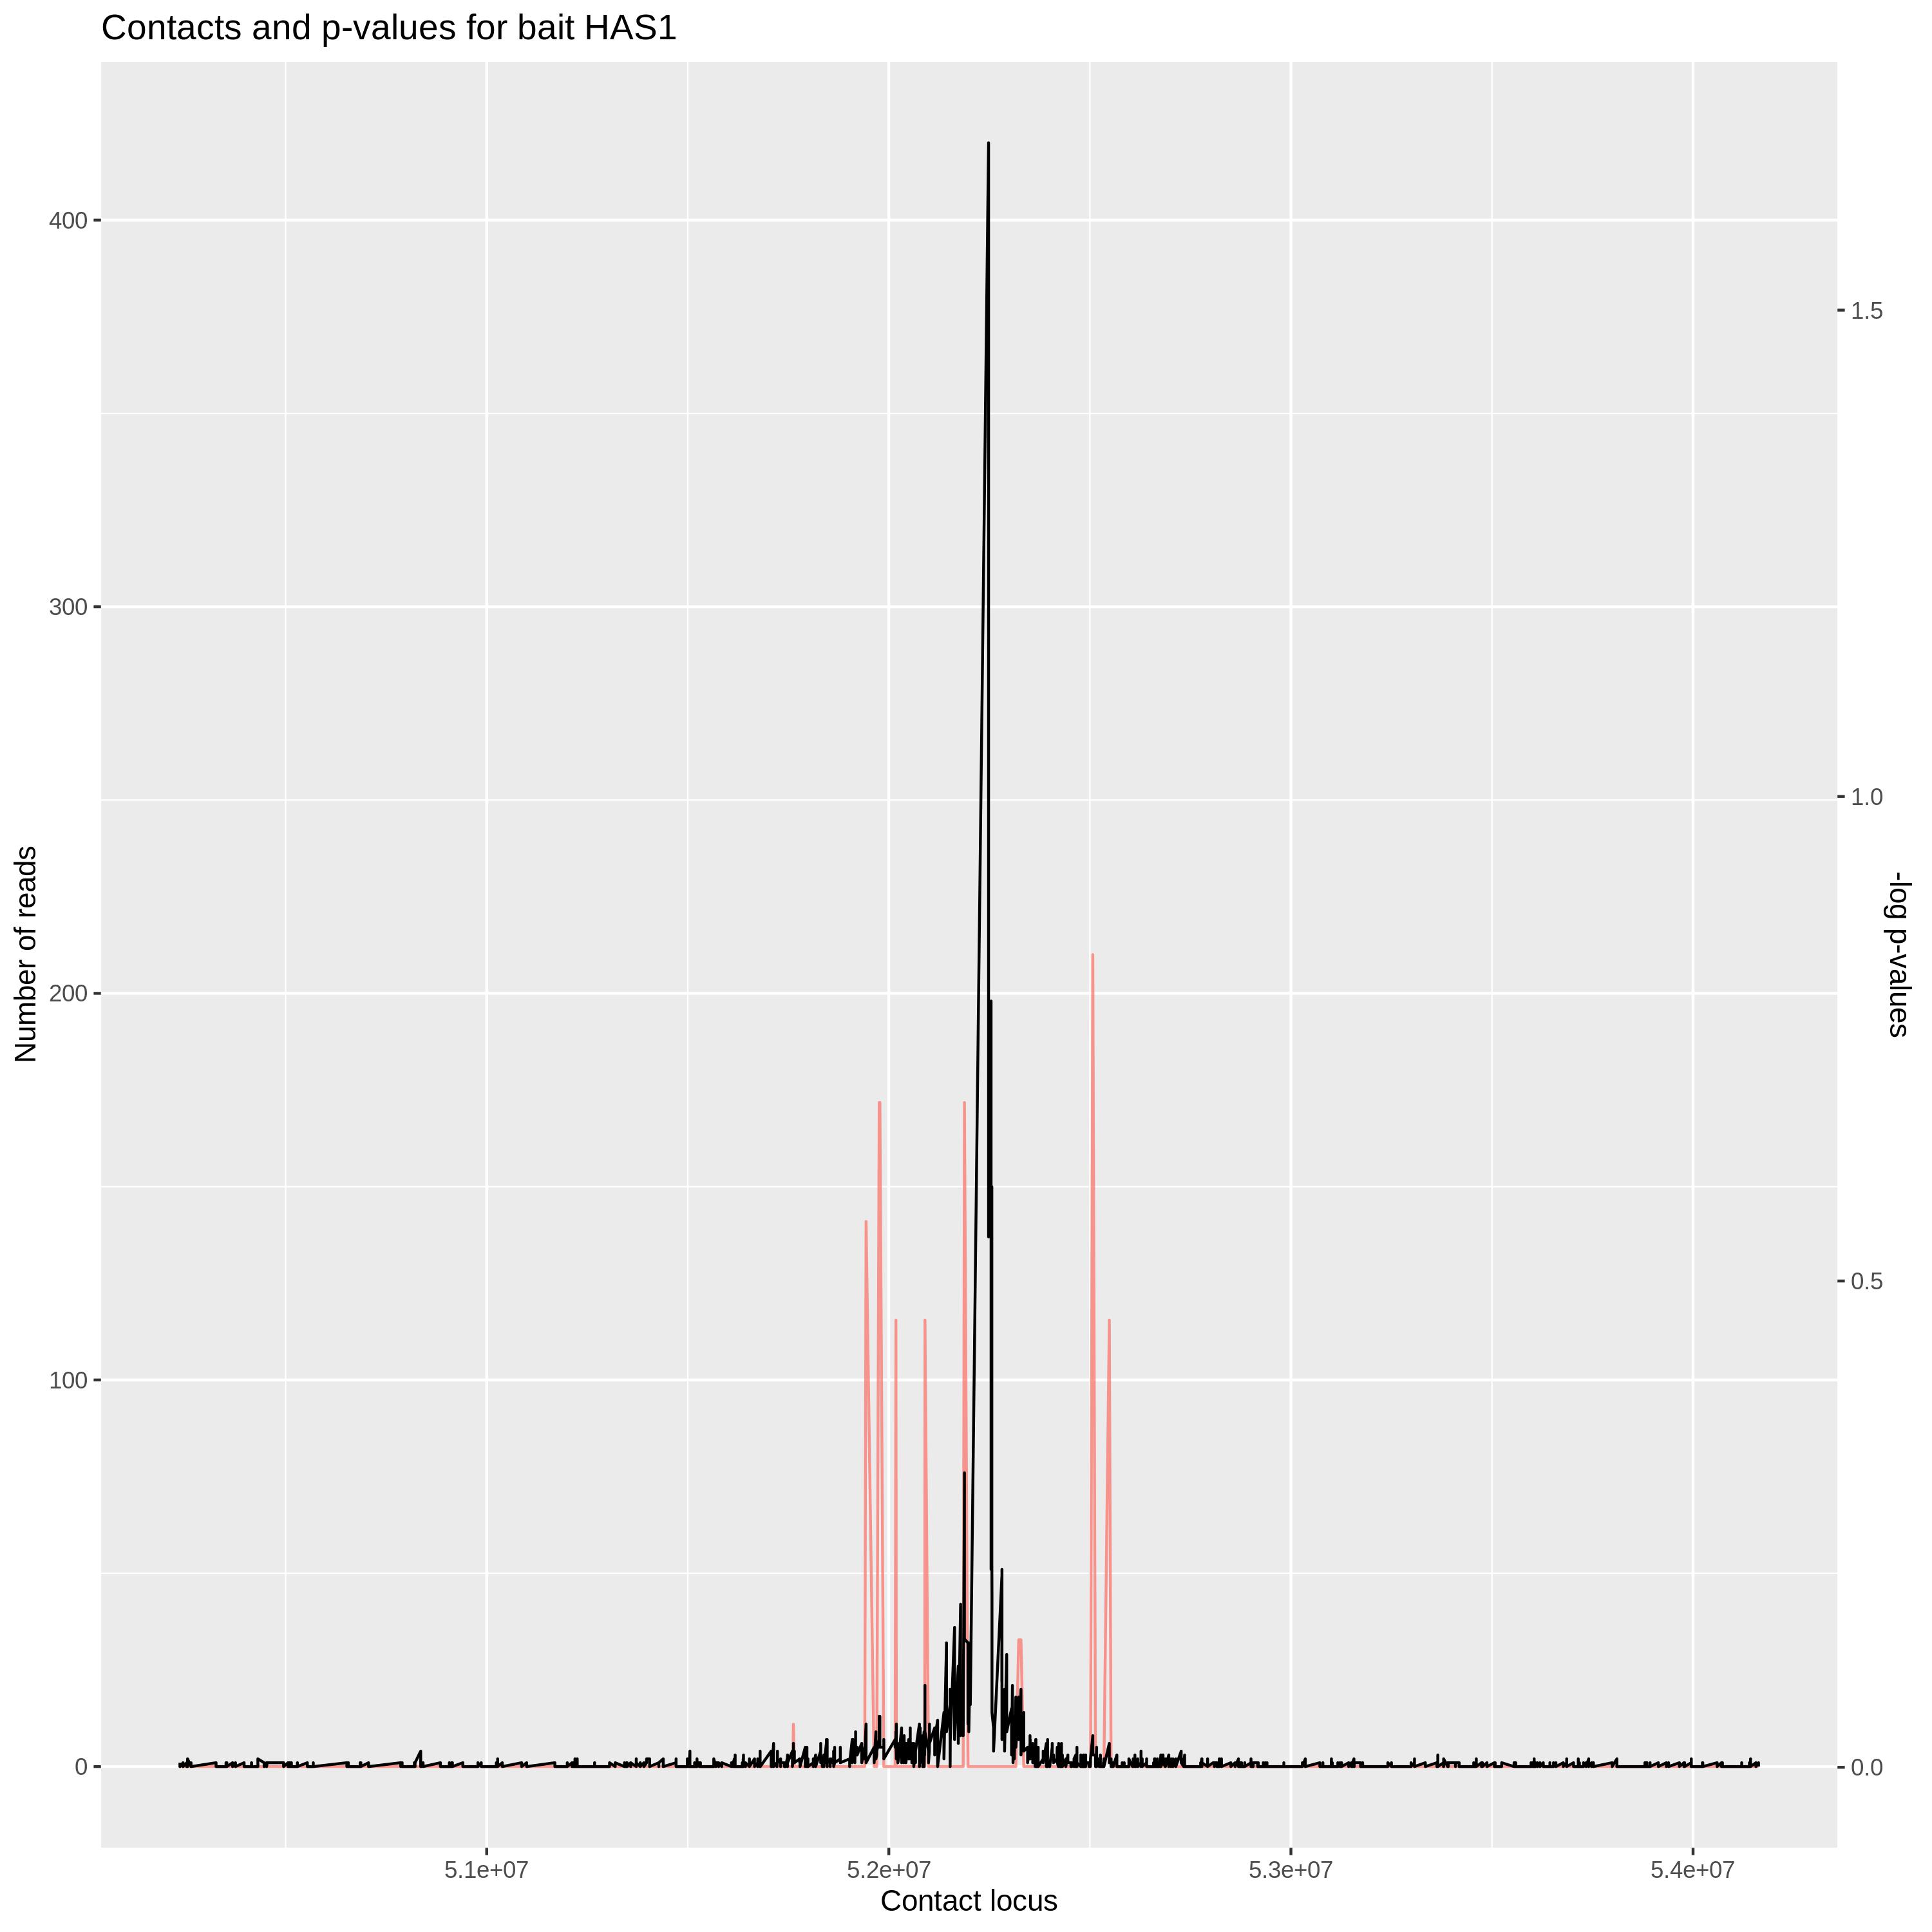 Contacts and p-values for bait HAS1
Number of reads
400
300
200
100
0
1.5
1.0
0.5
0.0
-log p-values
5.1e+07
5.2e+07
5.3e+07
5.4e+07
Contact locus